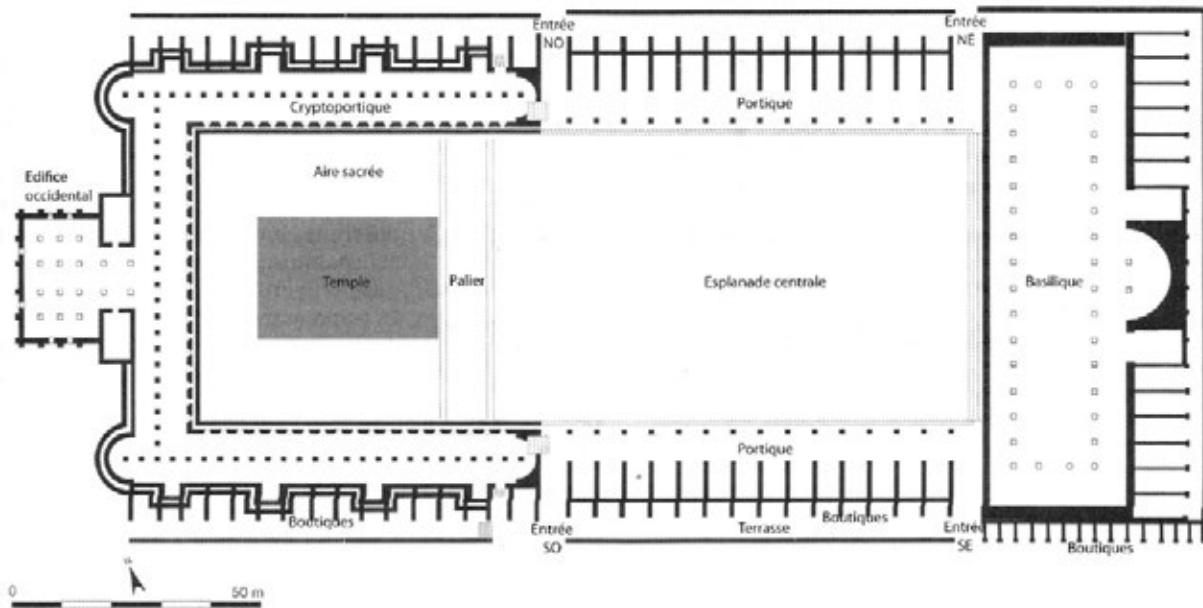 Entrée
NO
Entrée
NE
Cryptoportique
Portique
Aire sacrée
Edifice
occidental
Temple
Palier
Esplanade centrale
Basilique
Portique
Boutiques
Entrée
SO
Terrasse
Boutiques
Entrée
SE
Boutiques
0
50 m